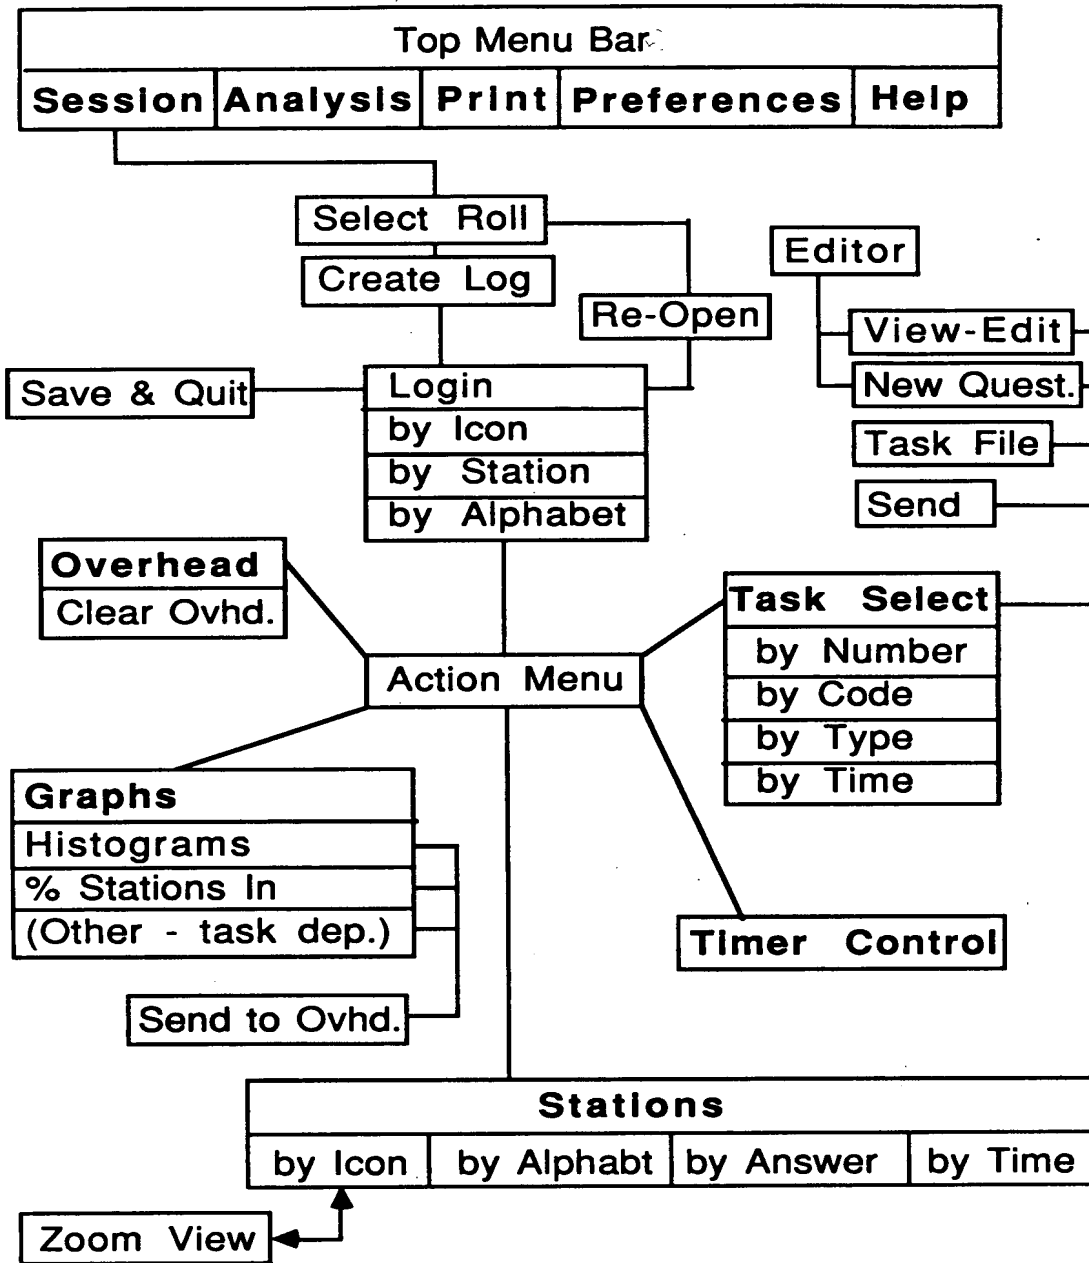 Top Menu Bar
Session Analysis Print Preferences Help
Select Roll
Create Log
Re-Open
Editor
View-Edit
New Quest.
Task File
Send
Save & Quit
Login
by Icon
by Station
by Alphabet
Overhead
Clear Ovhd.
Action Menu
Task Select
by Number
by Code
by Type
by Time
Graphs
Histograms
% Stations In
(Other - task dep.)
Send to Ovhd.
Timer Control
Stations
by Icon by Alphabt by Answer by Time
Zoom View